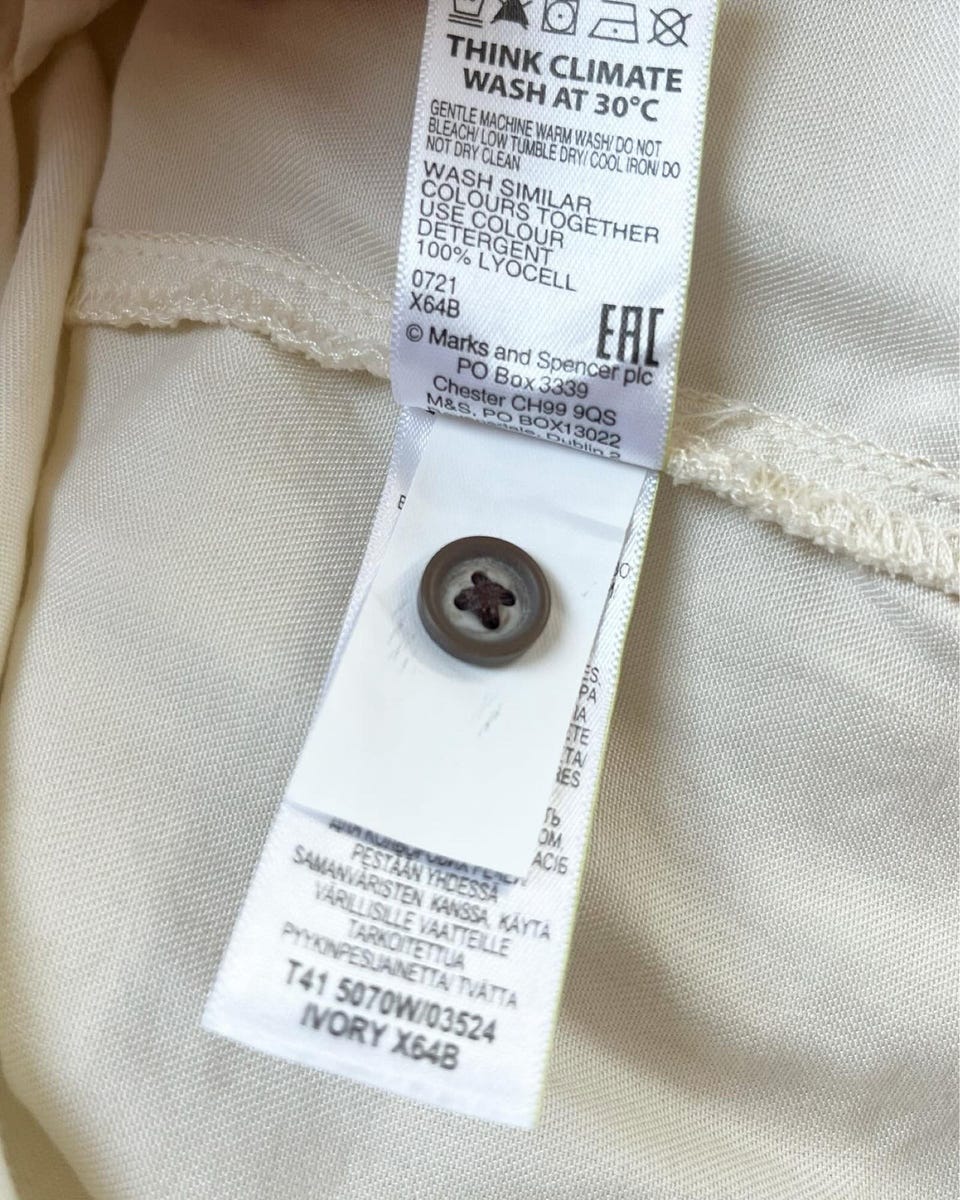 THINK CLIMATE
WASH AT 30°C
GENTLE MACHINE WARM WASH/ DO NOT
BLEACH/ LOW TUMBLE DRY/ COOL IRON/ DO
NOT DRY CLEAN
WASH SIMILAR
COLOURS TOGETHER
USE COLOUR
DETERGENT
100% LYOCELL
0721
X64B
EAC
© Marks and Spencer plc
PO Box 3339
Chester CH99 9QS
M&S, PO BOX13022
Dublin 2
PESTÄÄN YHDESSÄ
SAMANVÄRISTEN KANSSA. KÄYTÄ
VÄRILLISILLE VAATTEILLE
TARKOITETTUA
PYYKINPESUAINETTA/ TVÄTTA
T41 5070W/03524
IVORY X64B